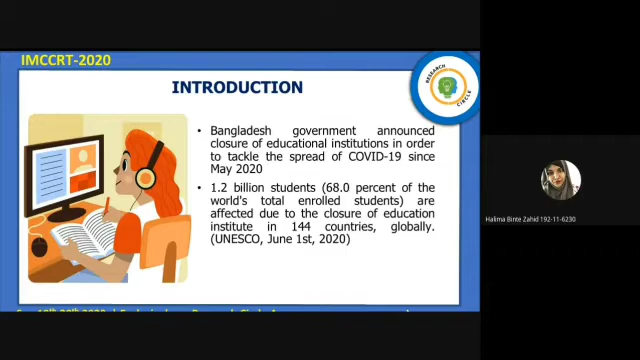 IMCCRT-2020
INTRODUCTION
RESEARCH
CIRCLE
• Bangladesh government announced
closure of educational institutions in order
to tackle the spread of COVID-19 since
May 2020
• 1.2 billion students (68.0 percent of the
world's total enrolled students) are
affected due to the closure of education
institute in 144 countries, globally.
(UNESCO, June 1st, 2020)
Halima Binte Zahid 192-11-6230